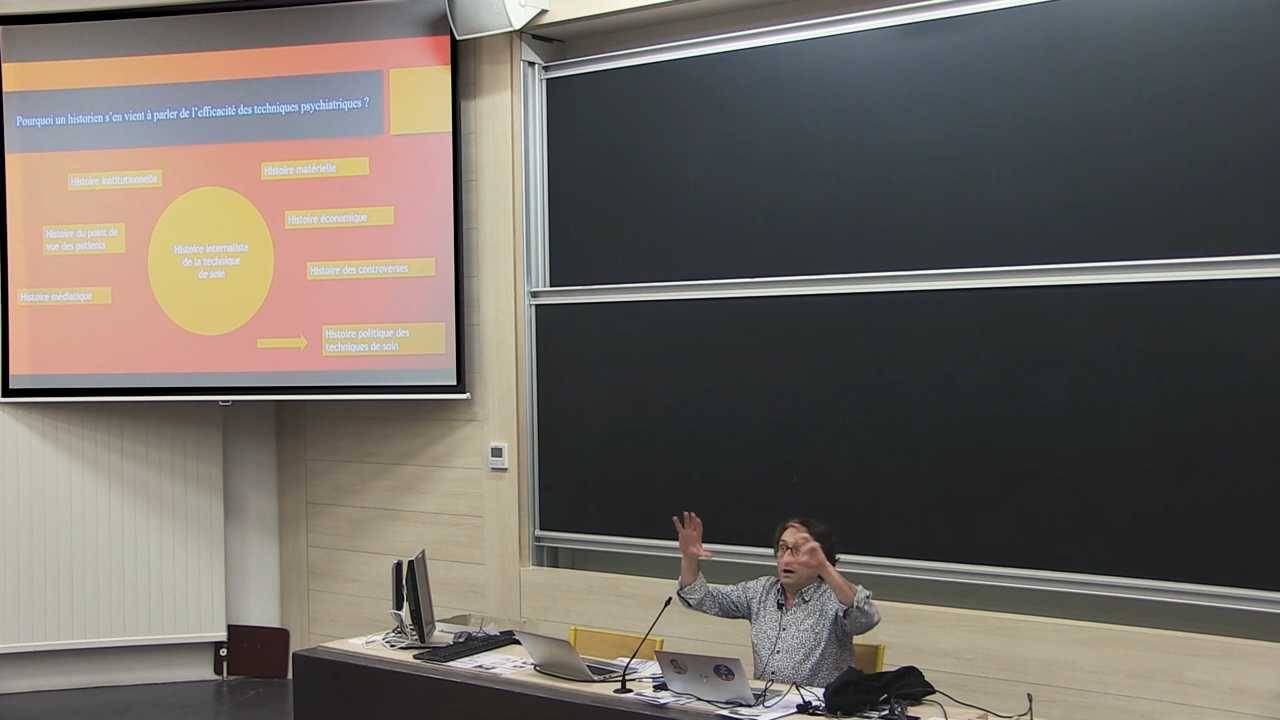 Pourquoi un historien s'en vient à parler de l'efficacité des techniques psychiatriques ?
Histoire institutionnelle
Histoire matérielle
Histoire du point de
vue des patients
Histoire économique
Histoire internaliste
de la technique
de soin
Histoire des controverses
Histoire médiatique
Histoire politique des
techniques de soin